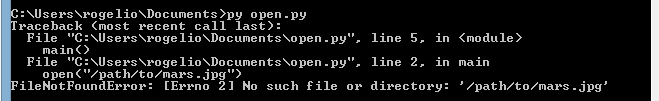 C:\Users\rogelio\Documents>py open.py
Traceback (most recent call last):
  File "C:\Users\rogelio\Documents\open.py", line 5, in <module>
    main()
  File "C:\Users\rogelio\Documents\open.py", line 2, in main
    open("/path/to/mars.jpg")
FileNotFoundError: [Errno 2] No such file or directory: '/path/to/mars.jpg'